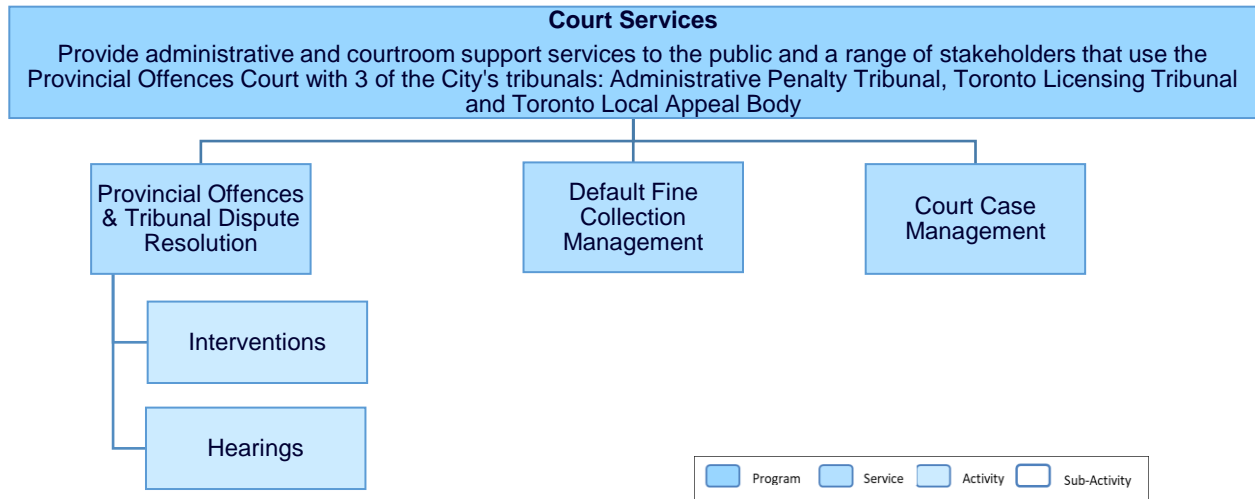 Court Services
Provide administrative and courtroom support services to the public and a range of stakeholders that use the
Provincial Offences Court with 3 of the City's tribunals: Administrative Penalty Tribunal, Toronto Licensing Tribunal
and Toronto Local Appeal Body
Provincial Offences
& Tribunal Dispute
Resolution
Default Fine
Collection
Management
Court Case
Management
Interventions
Hearings
Program Service Activity Sub-Activity